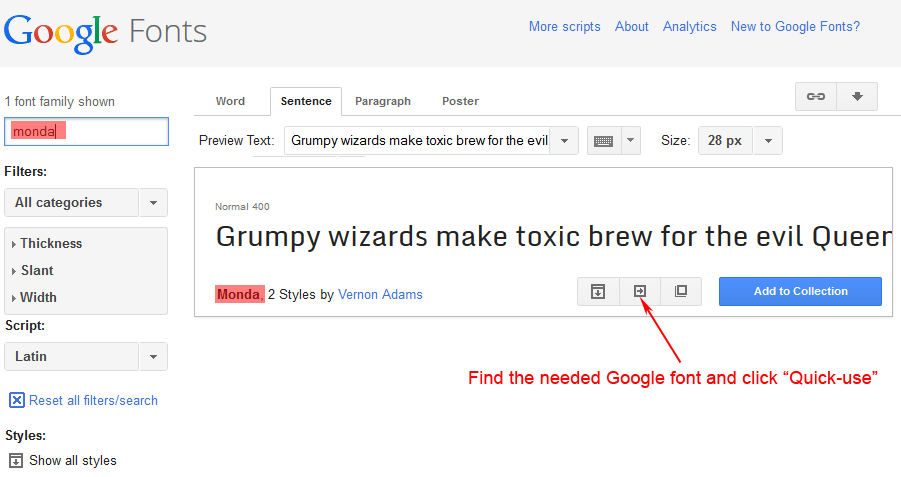 Google Fonts
More scripts About Analytics New to Google Fonts?
1 font family shown
monda
Filters:
All categories
Thickness
Slant
Width
Script:
Latin
Reset all filters/search
Styles:
Show all styles
Word Sentence Paragraph Poster
Preview Text: Grumpy wizards make toxic brew for the evil Size: 28 px
Normal 400
Grumpy wizards make toxic brew for the evil Queen
Monda, 2 Styles by Vernon Adams
Add to Collection
Find the needed Google font and click “Quick-use”